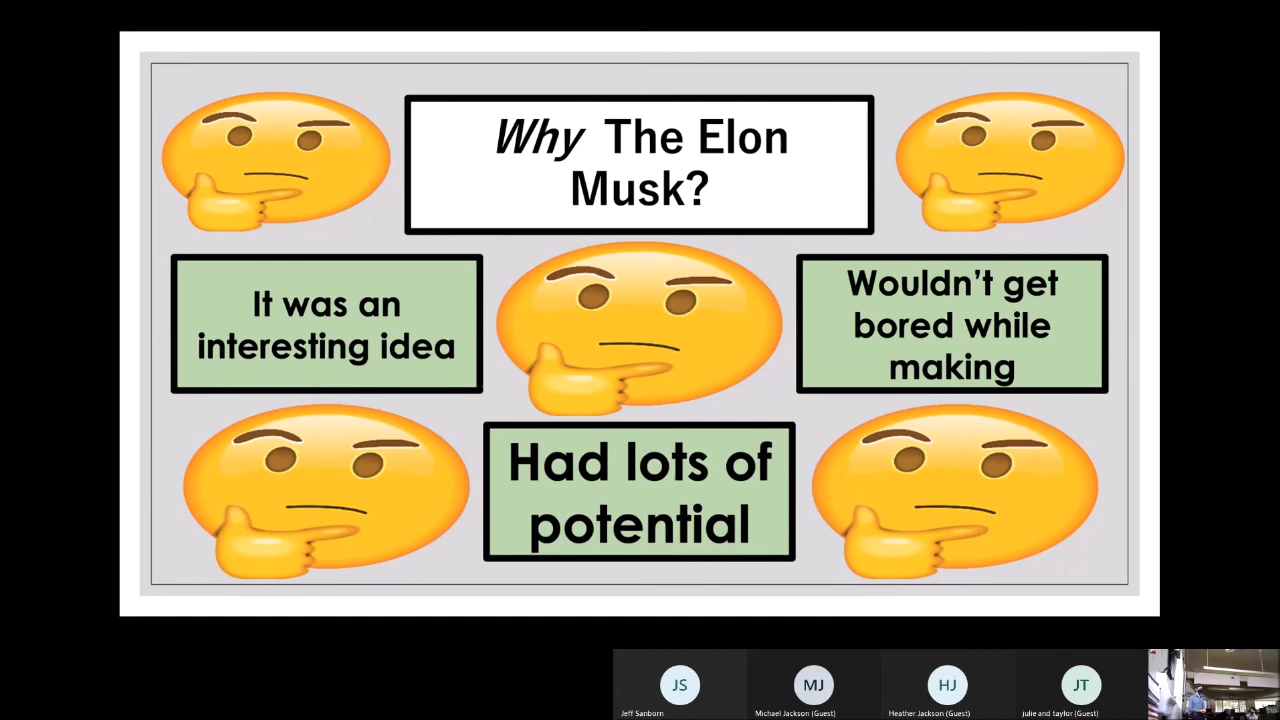 Why The Elon
Musk?
It was an
interesting idea
Wouldn't get
bored while
making
Had lots of
potential
JS
MJ
HJ
JT
Jeff Sanborn
Michael Jackson (Guest)
Heather Jackson (Guest)
julie and taylor (Guest)